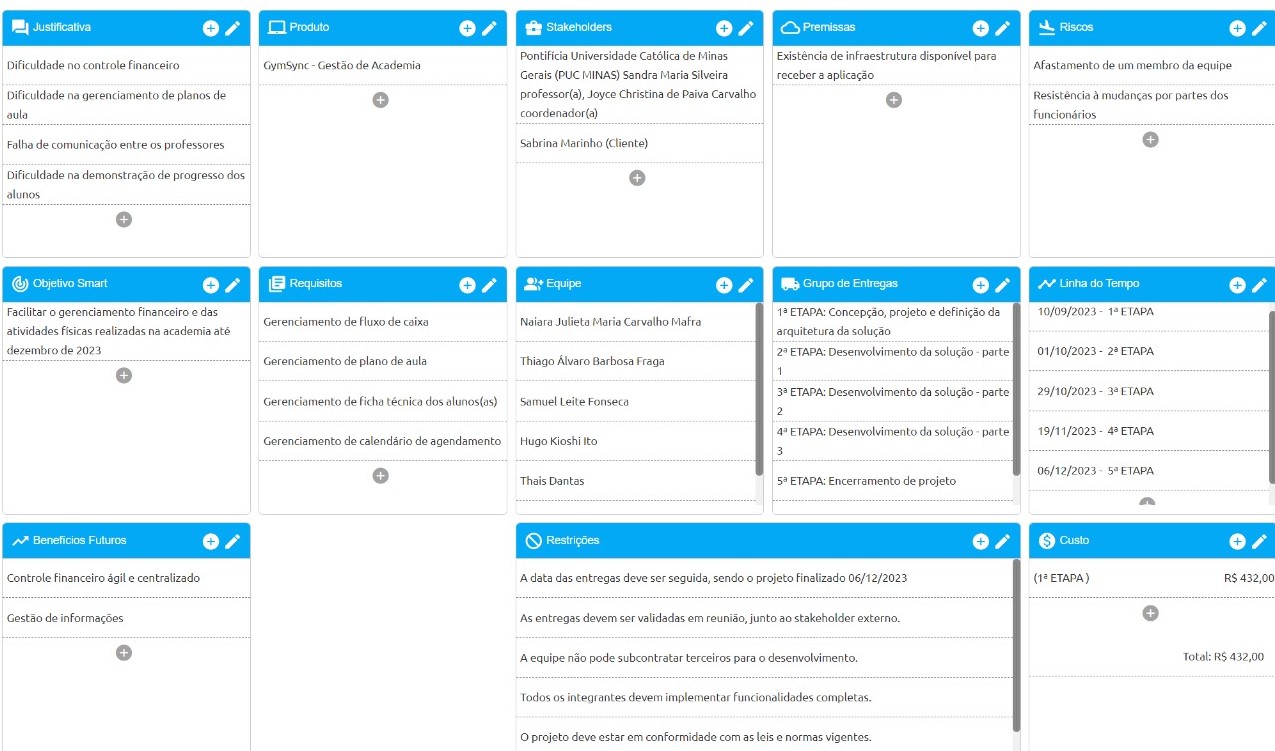 Justificativa
Dificuldade no controle financeiro
Dificuldade na gerenciamento de planos de
aula
Falha de comunicação entre os professores
Dificuldade na demonstração de progresso dos
alunos
Produto
GymSync - Gestão de Academia
Stakeholders
Pontifícia Universidade Católica de Minas
Gerais (PUC MINAS) Sandra Maria Silveira
professor(a), Joyce Christina de Paiva Carvalho
coordenador(a)
Sabrina Marinho (Cliente)
Premissas
Existência de infraestrutura disponível para
receber a aplicação
Riscos
Afastamento de um membro da equipe
Resistência à mudanças por partes dos
funcionários
Objetivo Smart
Facilitar o gerenciamento financeiro e das
atividades físicas realizadas na academia até
dezembro de 2023
Requisitos
Gerenciamento de fluxo de caixa
Gerenciamento de plano de aula
Gerenciamento de ficha técnica dos alunos(as)
Gerenciamento de calendário de agendamento
Equipe
Naiara Julieta Maria Carvalho Mafra
Thiago Álvaro Barbosa Fraga
Samuel Leite Fonseca
Hugo Kioshi Ito
Thais Dantas
Grupo de Entregas
1ª ETAPA: Concepção, projeto e definição da
arquitetura da solução
2ª ETAPA: Desenvolvimento da solução - parte
1
3ª ETAPA: Desenvolvimento da solução - parte
2
4ª ETAPA: Desenvolvimento da solução - parte
3
5ª ETAPA: Encerramento de projeto
Linha do Tempo
10/09/2023 - 1ª ETAPA
01/10/2023 - 2ª ETAPA
29/10/2023 - 3ª ETAPA
19/11/2023 - 4ª ETAPA
06/12/2023 - 5ª ETAPA
Benefícios Futuros
Controle financeiro ágil e centralizado
Gestão de informações
Restrições
A data das entregas deve ser seguida, sendo o projeto finalizado 06/12/2023
As entregas devem ser validadas em reunião, junto ao stakeholder externo.
A equipe não pode subcontratar terceiros para o desenvolvimento.
Todos os integrantes devem implementar funcionalidades completas.
O projeto deve estar em conformidade com as leis e normas vigentes.
Custo
(1ª ETAPA ) R$ 432,00
Total: R$ 432,00